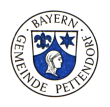 · BAYERN ·
GEMEINDE PETTENDORF